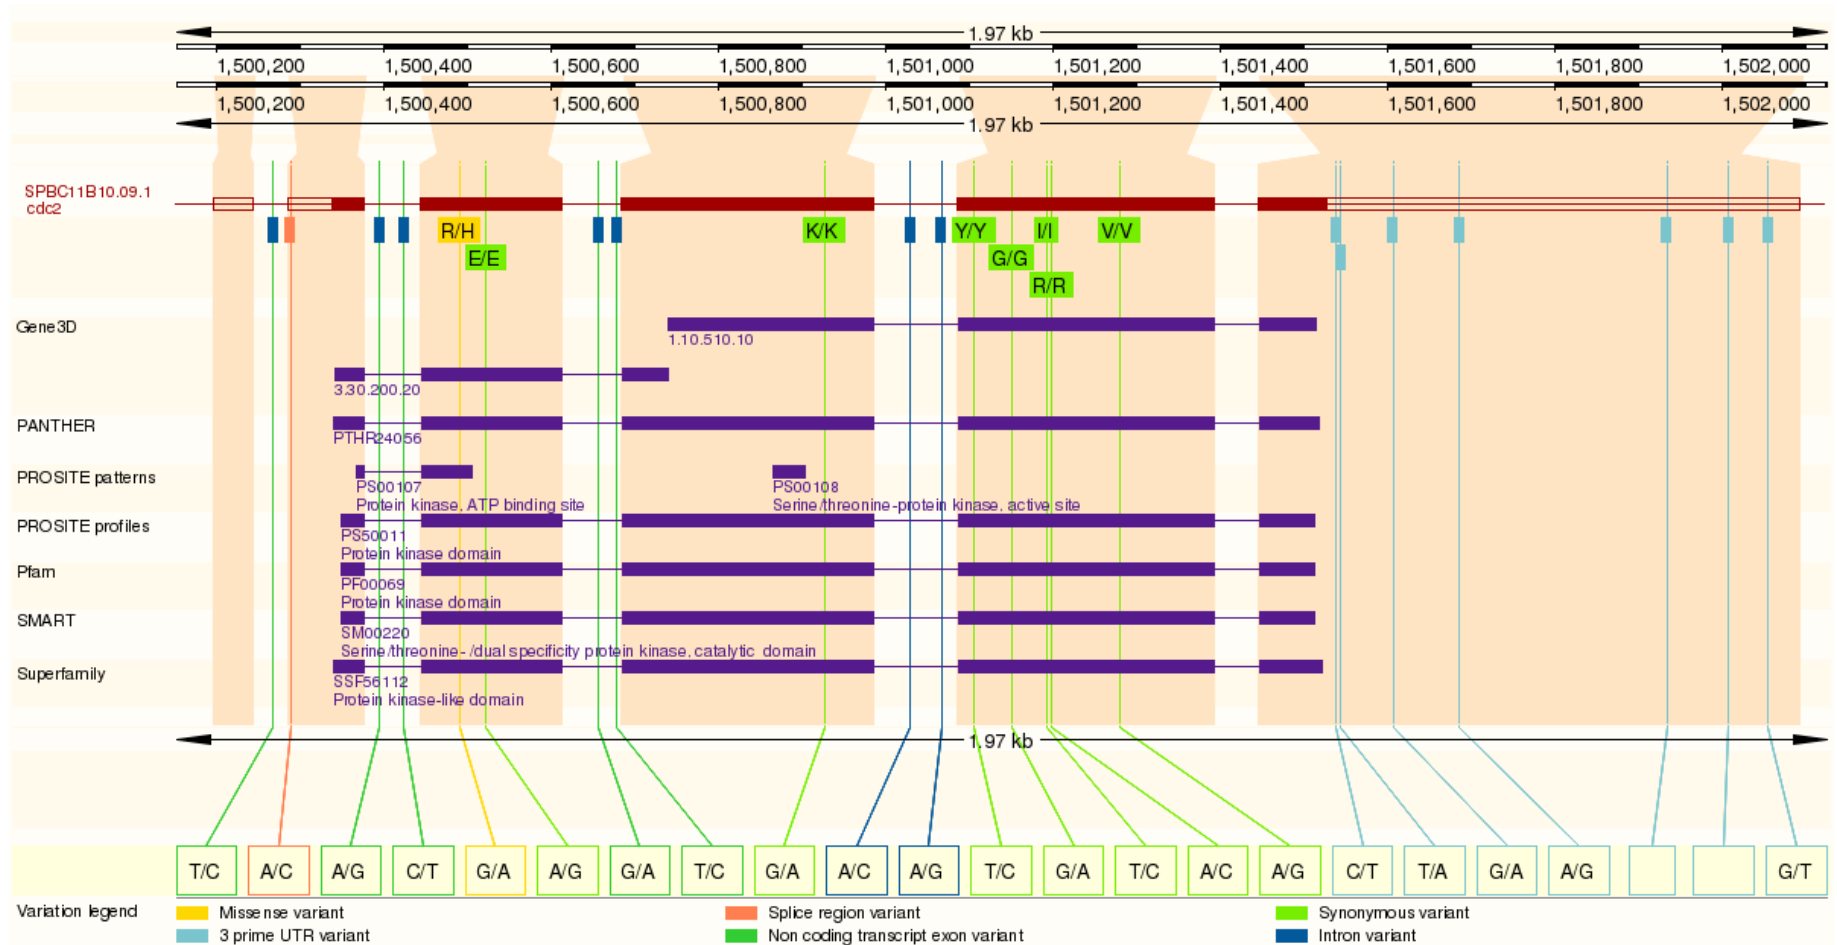 1.97 kb
1,500,200 1,500,400 1,500,600 1,500,800 1,501,000 1,501,200 1,501,400 1,501,600 1,501,800 1,502,000
1,500,200 1,500,400 1,500,600 1,500,800 1,501,000 1,501,200 1,501,400 1,501,600 1,501,800 1,502,000
1.97 kb
SPBC11B10.09.1
cdc2
R/H K/K Y/Y I/I V/V
E/E G/G
R/R
Gene3D
1.10.510.10
3.30.200.20
PANTHER
PTHR24056
PROSITE patterns
PS00107 PS00108
Protein kinase, ATP binding site Serine/threonine-protein kinase, active site
PROSITE profiles
PS50011
Protein kinase domain
Pfam
PF00069
Protein kinase domain
SMART
SM00220
Serine/threonine- /dual specificity protein kinase, catalytic domain
Superfamily
SSF56112
Protein kinase-like domain
1.97 kb
T/C A/C A/G C/T G/A A/G G/A T/C G/A A/C A/G T/C G/A T/C A/C A/G C/T T/A G/A A/G G/T
Variation legend Missense variant Splice region variant Synonymous variant
3 prime UTR variant Non coding transcript exon variant Intron variant